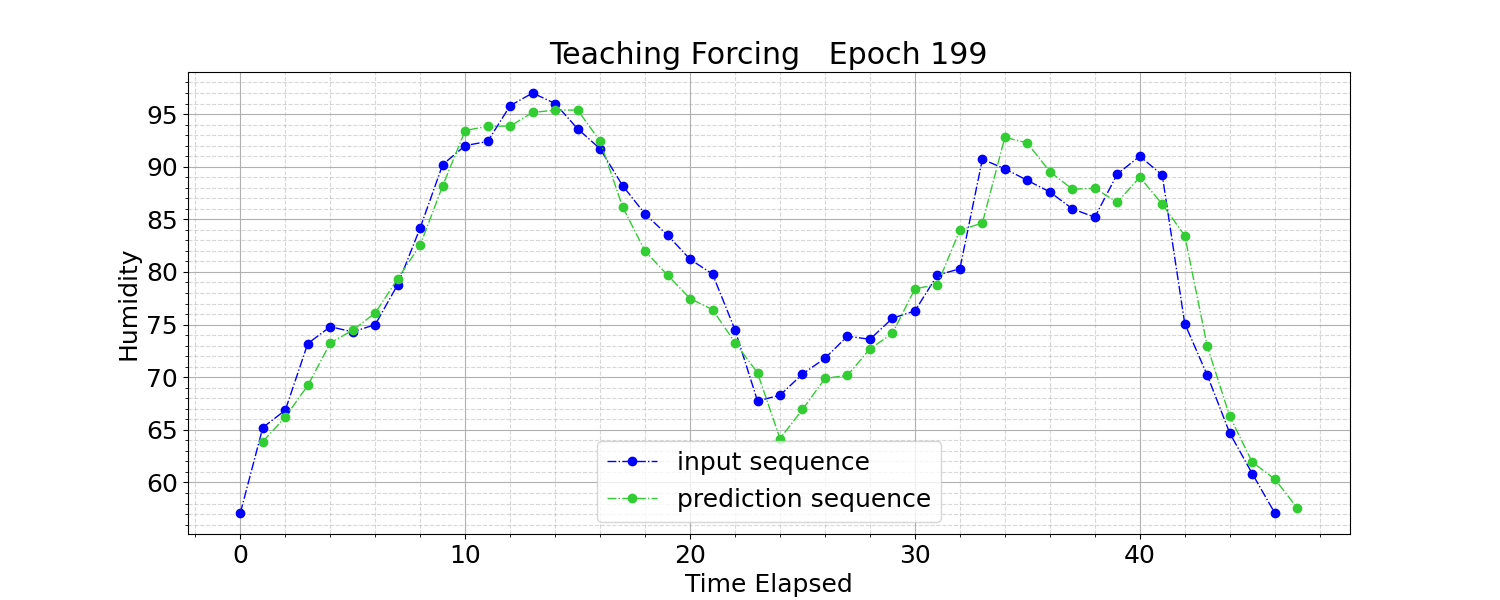 Teaching Forcing   Epoch 199
Humidity
95
90
85
80
75
70
65
60
input sequence
prediction sequence
0 10 20 30 40
Time Elapsed